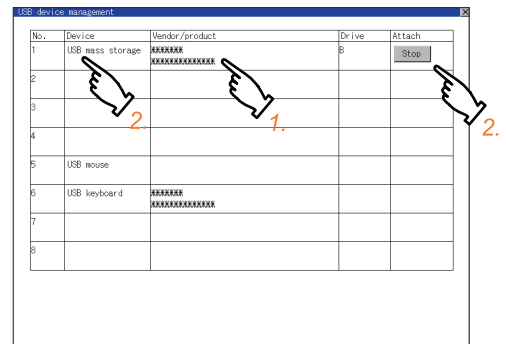 USB device management
No. Device Vendor/product Drive Attach
1 USB mass storage ******* B Stop
**************
2
2. 1. 2.
3
4
5 USB mouse
6 USB keyboard *******
**************
7
8